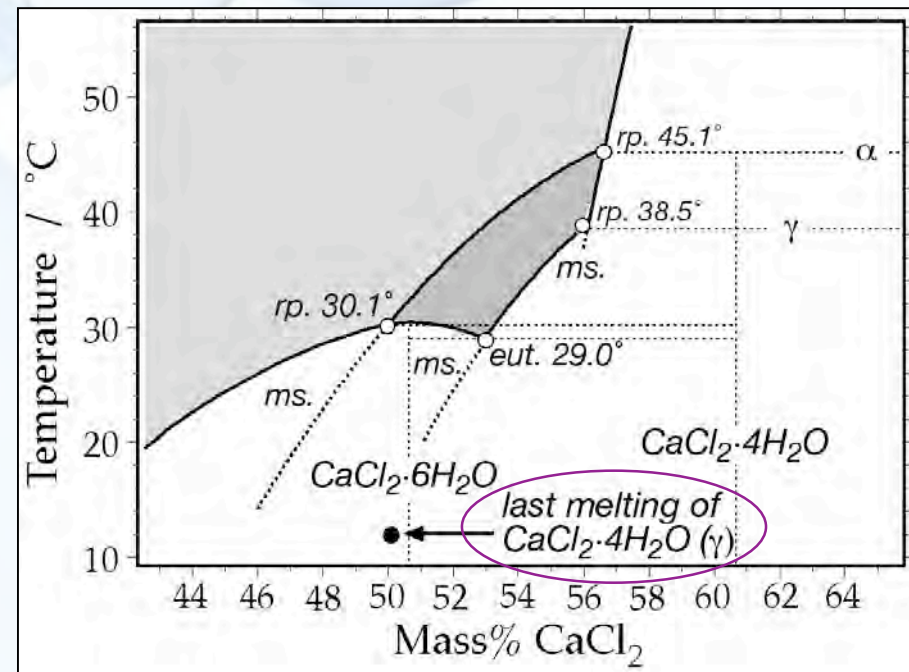 Temperature / °C
50
40
30
20
10
rp. 45.1°
α
rp. 38.5°
γ
ms.
rp. 30.1°
ms.
eut. 29.0°
ms.
CaCl₂·4H₂O
CaCl₂·6H₂O
last melting of
CaCl₂·4H₂O (γ)
44 46 48 50 52 54 56 58 60 62 64
Mass% CaCl₂